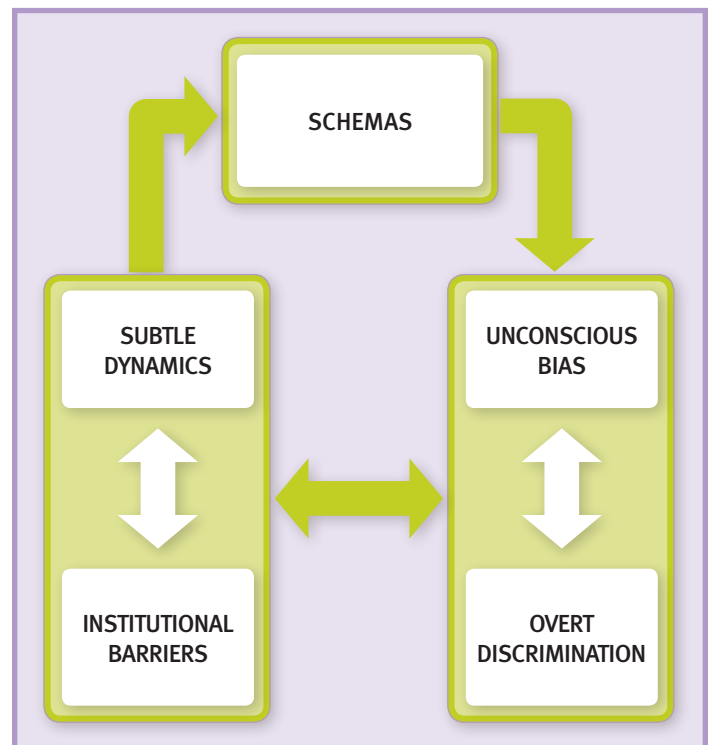 SCHEMAS
SUBTLE
DYNAMICS
UNCONSCIOUS
BIAS
INSTITUTIONAL
BARRIERS
OVERT
DISCRIMINATION